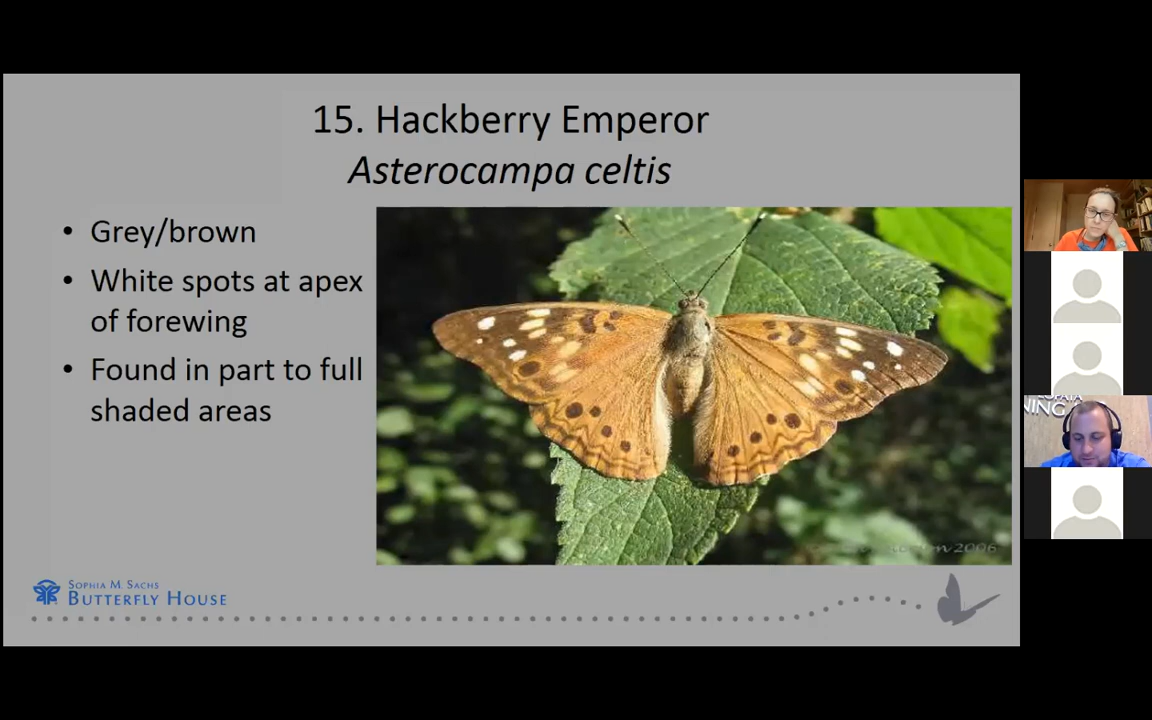 15. Hackberry Emperor
Asterocampa celtis
• Grey/brown
• White spots at apex
of forewing
• Found in part to full
shaded areas
2006
SOPHIA M. SACHS
BUTTERFLY HOUSE